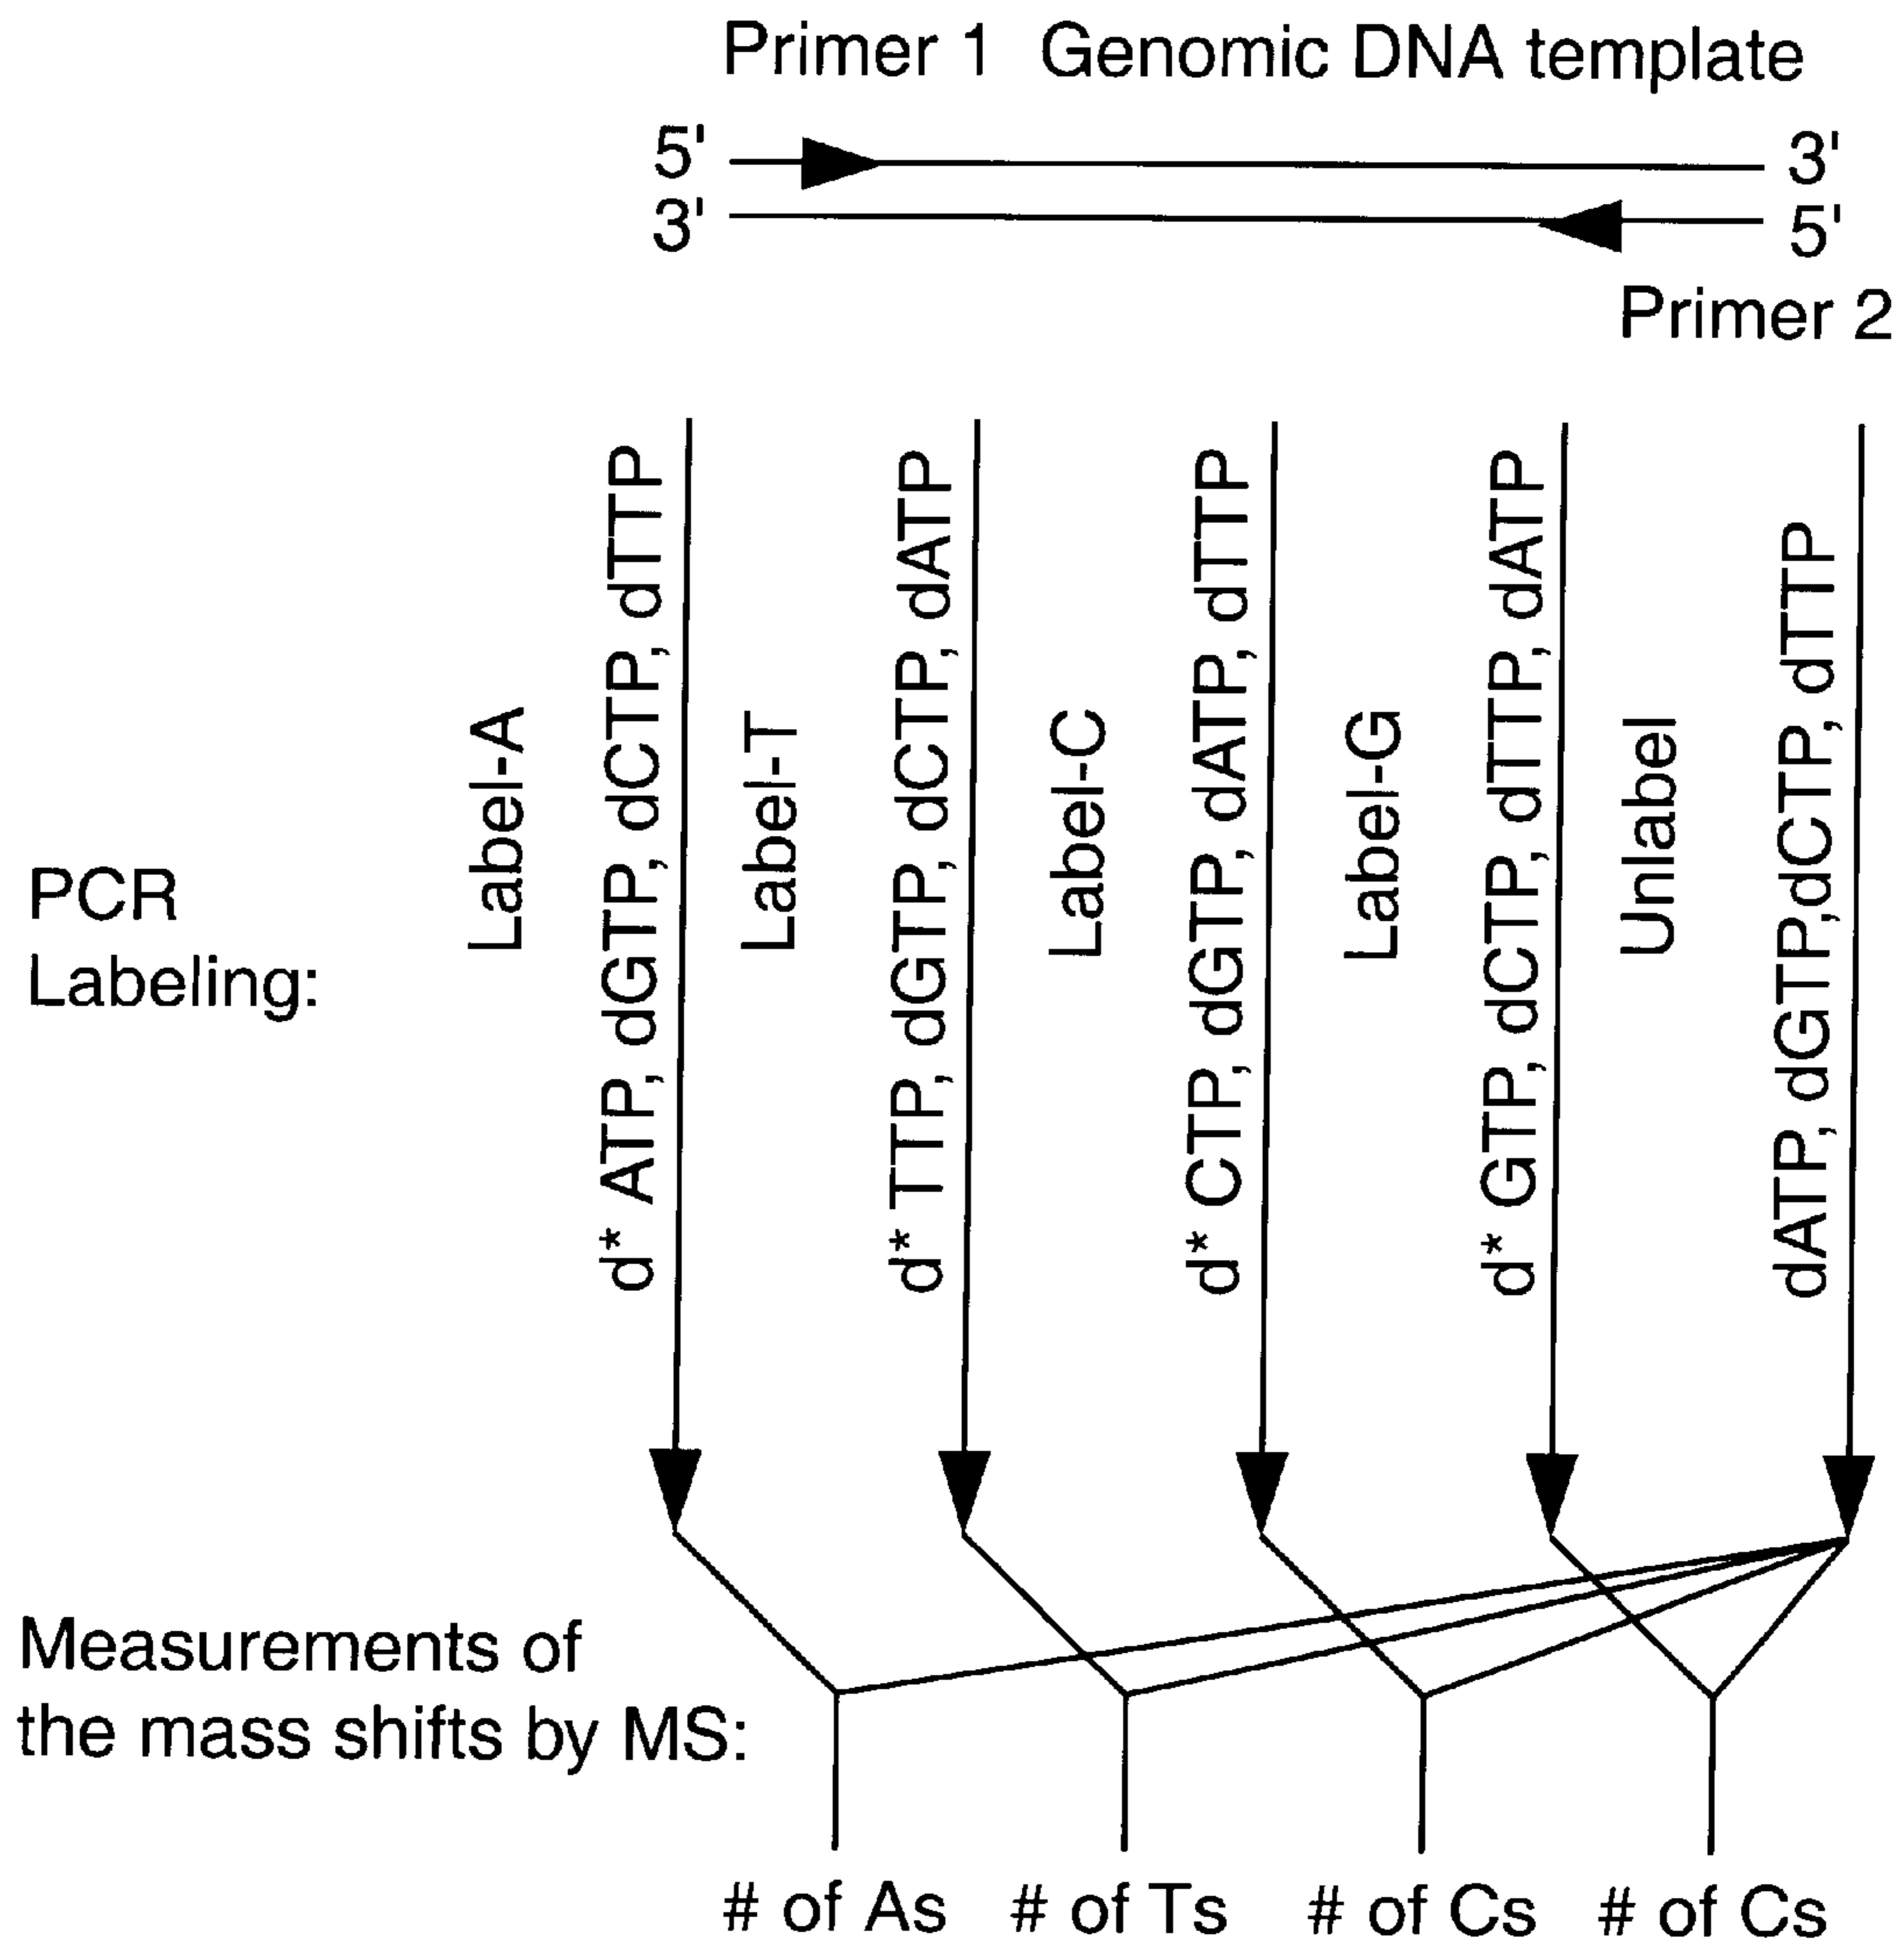 Primer 1 Genomic DNA template
5' 3'
3' 5'
Primer 2
PCR
Labeling:
Label-A
d* ATP, dGTP, dCTP, dTTP
Label-T
d* TTP, dGTP, dCTP, dATP
Label-C
d* CTP, dGTP, dATP, dTTP
Label-G
d* GTP, dCTP, dTTP, dATP
Unlabel
dATP, dGTP,dCTP, dTTP
Measurements of
the mass shifts by MS:
# of As # of Ts # of Cs # of Cs